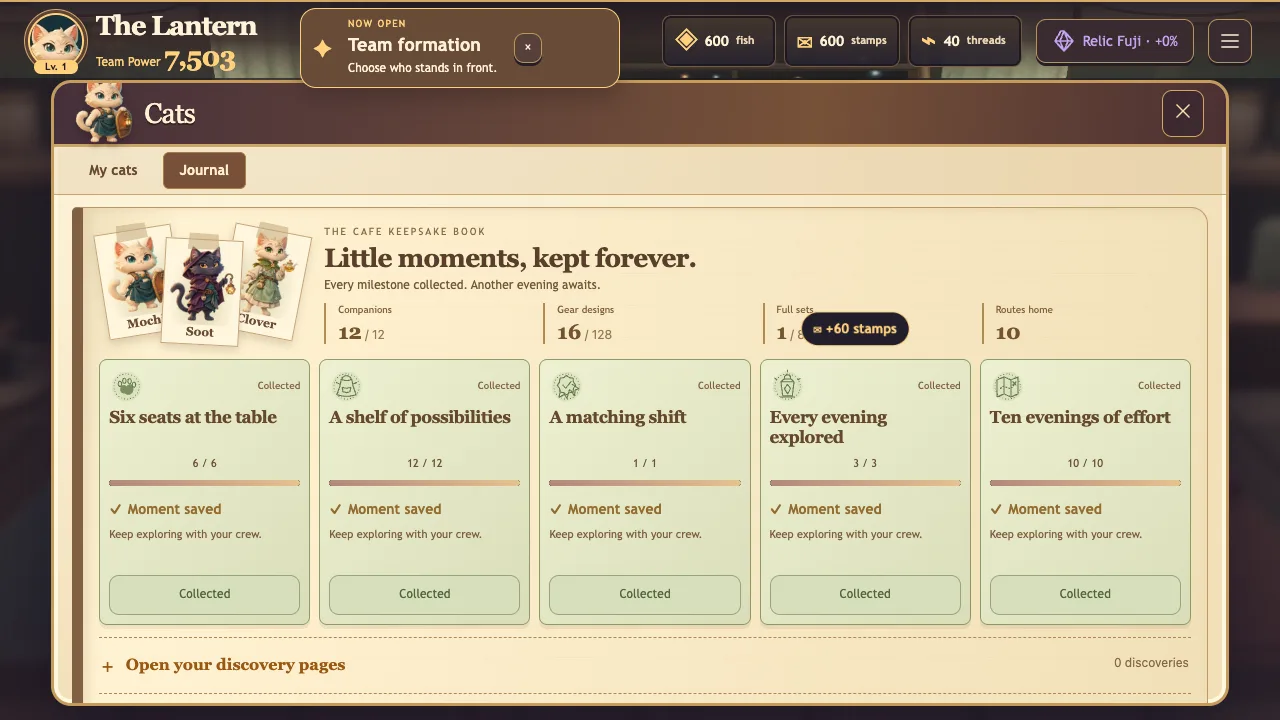 The Lantern
Lv. 1
Team Power 7,503
NOW OPEN
Team formation
Choose who stands in front.
×
600 fish
600 stamps
40 threads
Relic Fuji · +0%
Cats
My cats
Journal
Moch
Soot
Clover
THE CAFE KEEPSAKE BOOK
Little moments, kept forever.
Every milestone collected. Another evening awaits.
Companions
12 / 12
Gear designs
16 / 128
Full sets
1 / 8
+60 stamps
Routes home
10
Collected
Six seats at the table
6 / 6
✓ Moment saved
Keep exploring with your crew.
Collected
Collected
A shelf of possibilities
12 / 12
✓ Moment saved
Keep exploring with your crew.
Collected
Collected
A matching shift
1 / 1
✓ Moment saved
Keep exploring with your crew.
Collected
Collected
Every evening
explored
3 / 3
✓ Moment saved
Keep exploring with your crew.
Collected
Collected
Ten evenings of effort
10 / 10
✓ Moment saved
Keep exploring with your crew.
Collected
+ Open your discovery pages
0 discoveries